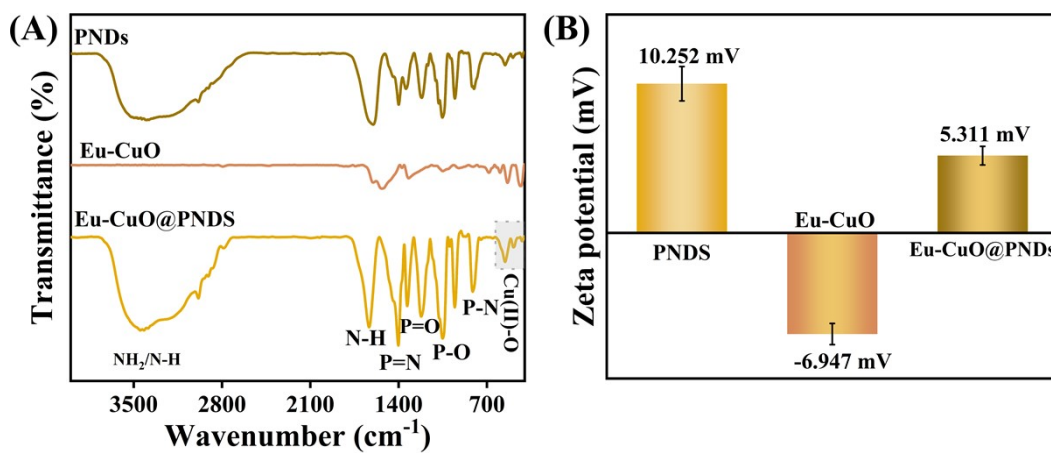 (A)
PNDs
Eu-CuO
Eu-CuO@PNDS
NH₂/N-H
N-H
P=N
P=O
P-O
P-N
Cu(II)-O
Transmittance (%)
3500 2800 2100 1400 700
Wavenumber (cm⁻¹)
(B)
10.252 mV
5.311 mV
Eu-CuO
PNDS
Eu-CuO@PNDs
-6.947 mV
Zeta potential (mV)